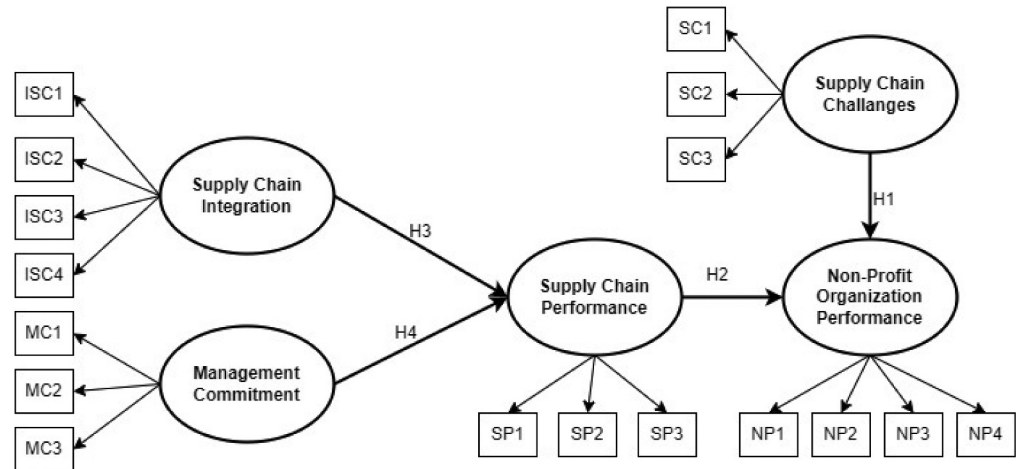 SC1
SC2
SC3
Supply Chain
Challanges
ISC1
ISC2
ISC3
ISC4
Supply Chain
Integration
H3
H1
MC1
MC2
MC3
Management
Commitment
H4
Supply Chain
Performance
H2
Non-Profit
Organization
Performance
SP1
SP2
SP3
NP1
NP2
NP3
NP4